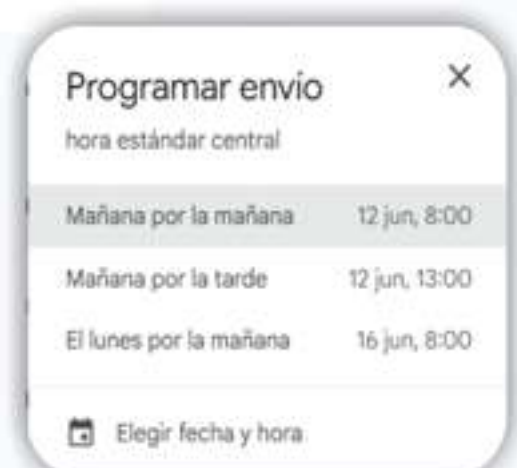 Programar envío
hora estándar central
Mañana por la mañana 12 jun, 8:00
Mañana por la tarde 12 jun, 13:00
El lunes por la mañana 16 jun, 8:00
Elegir fecha y hora